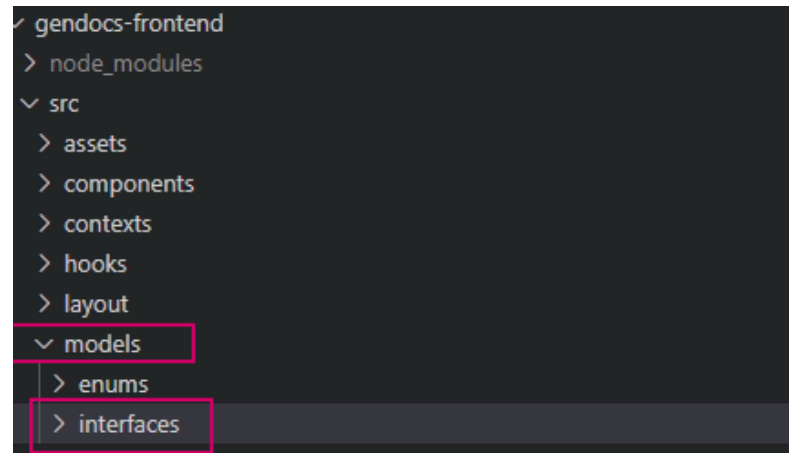 gendocs-frontend
node_modules
src
assets
components
contexts
hooks
layout
models
enums
interfaces